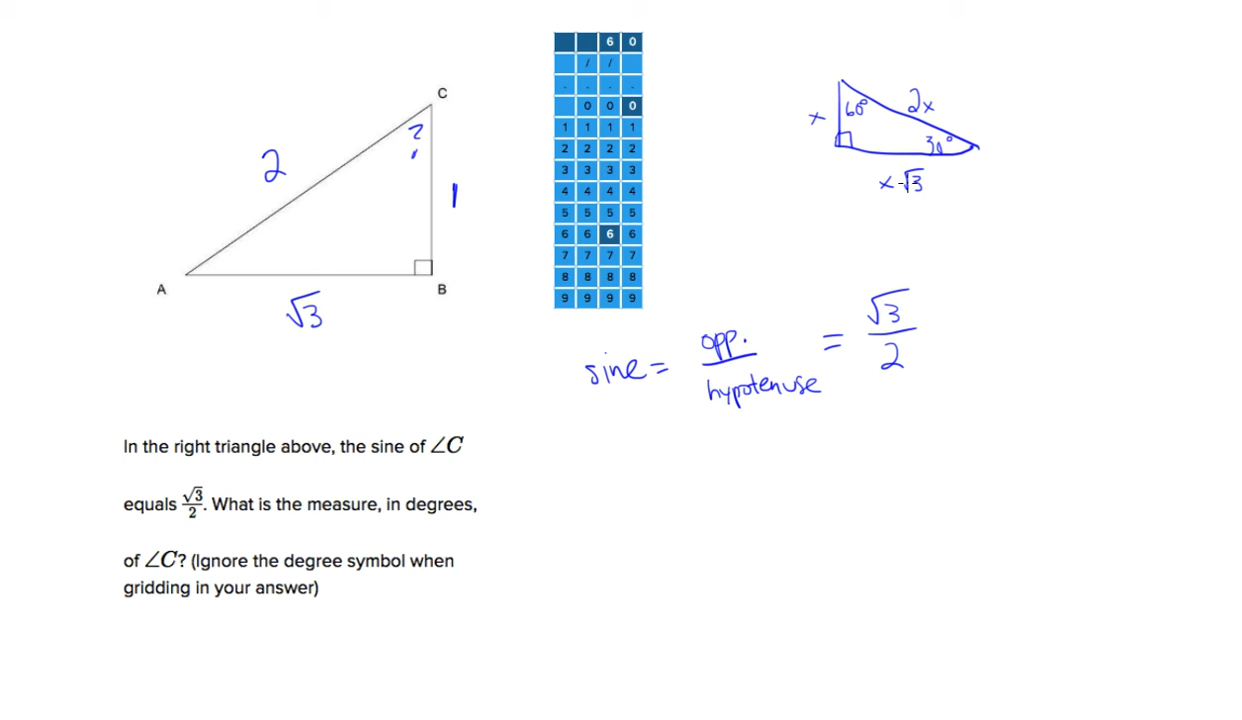 C
?
2
1
A
B
√3
6 0
/ /
. . . .
0 0 0
1 1 1 1
2 2 2 2
3 3 3 3
4 4 4 4
5 5 5 5
6 6 6 6
7 7 7 7
8 8 8 8
9 9 9 9
x
60°
2x
30°
x√3
sine = opp. / hypotenuse = √3 / 2
In the right triangle above, the sine of ∠C
equals √3/2. What is the measure, in degrees,
of ∠C? (Ignore the degree symbol when
gridding in your answer)